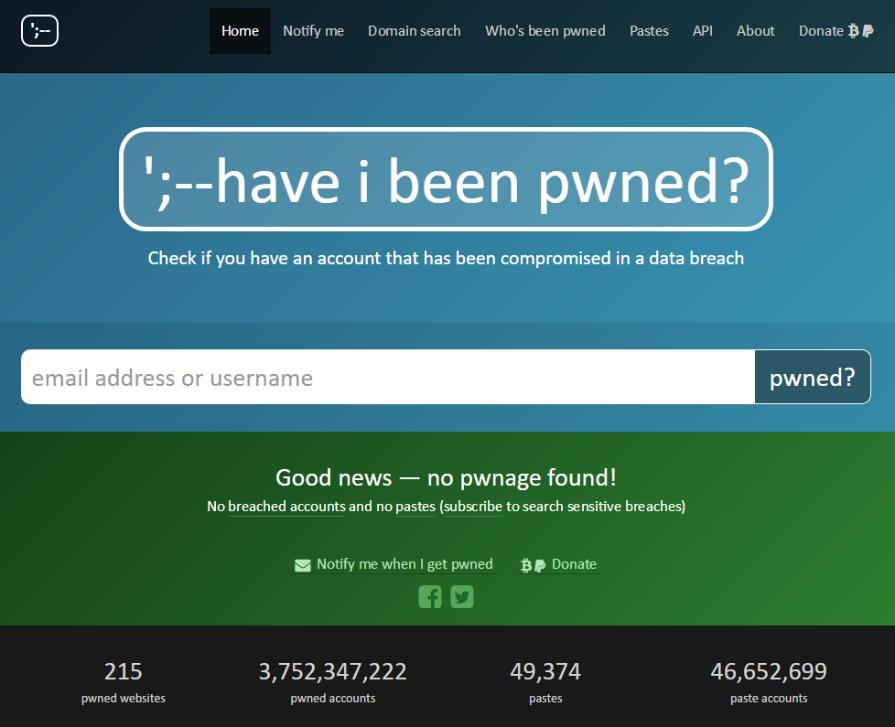 ';--
Home Notify me Domain search Who's been pwned Pastes API About Donate
';--have i been pwned?
Check if you have an account that has been compromised in a data breach
email address or username pwned?
Good news — no pwnage found!
No breached accounts and no pastes (subscribe to search sensitive breaches)
Notify me when I get pwned Donate
215 3,752,347,222 49,374 46,652,699
pwned websites pwned accounts pastes paste accounts